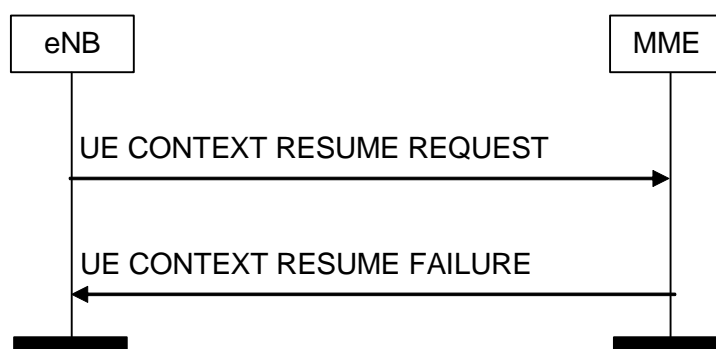 eNB
MME
UE CONTEXT RESUME REQUEST
UE CONTEXT RESUME FAILURE